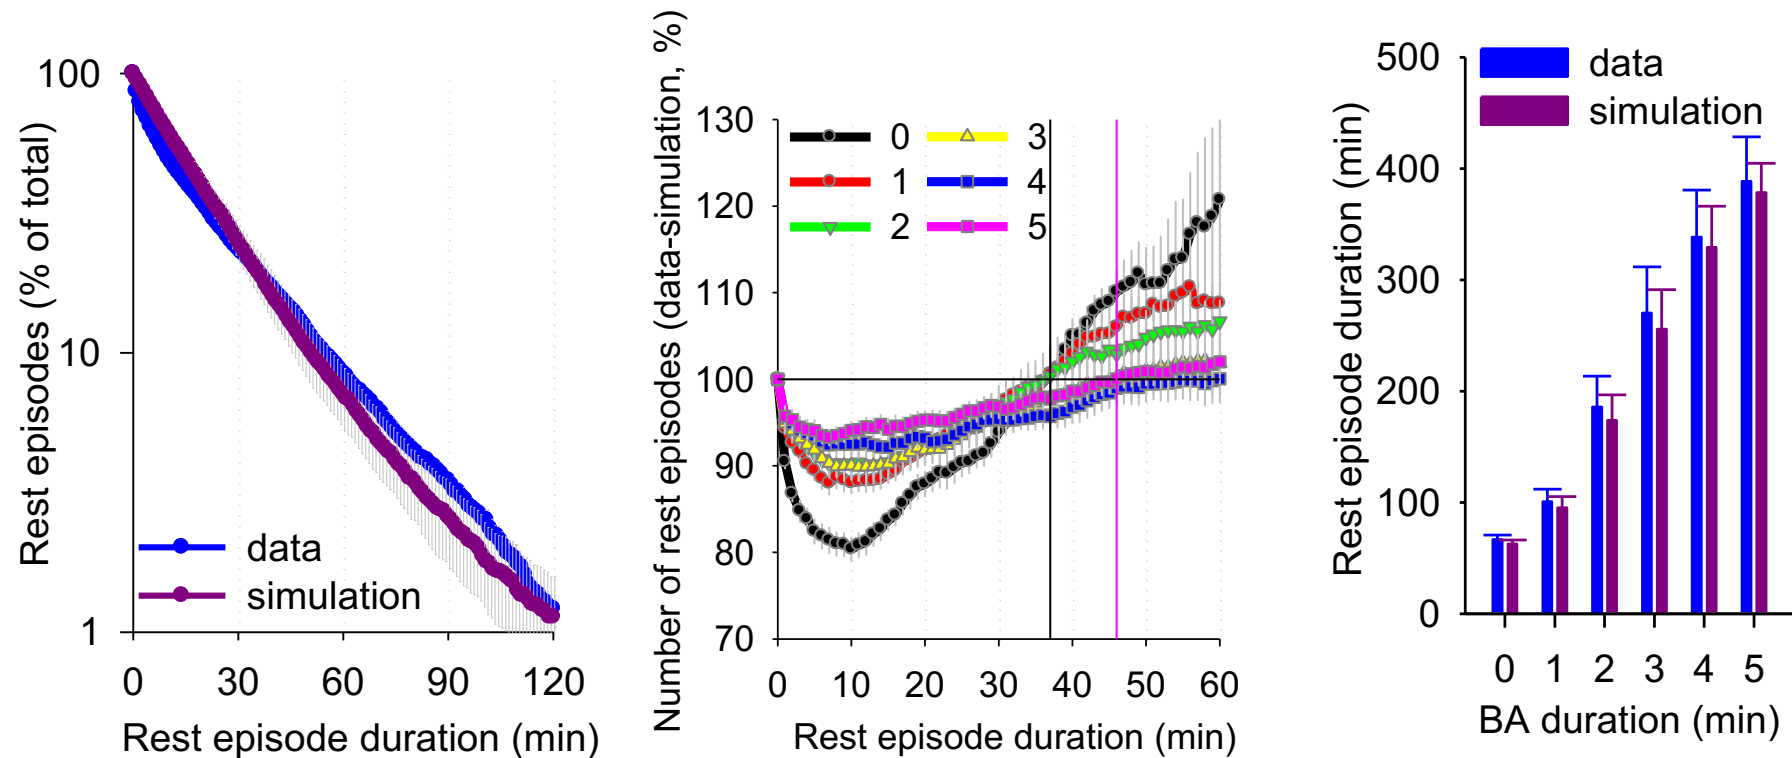 Rest episodes (% of total)
100
10
1
data
simulation
0 30 60 90 120
Rest episode duration (min)
Number of rest episodes (data-simulation, %)
130
120
110
100
90
80
70
0 3
1 4
2 5
0 10 20 30 40 50 60
Rest episode duration (min)
Rest episode duration (min)
500
400
300
200
100
0
data
simulation
0 1 2 3 4 5
BA duration (min)